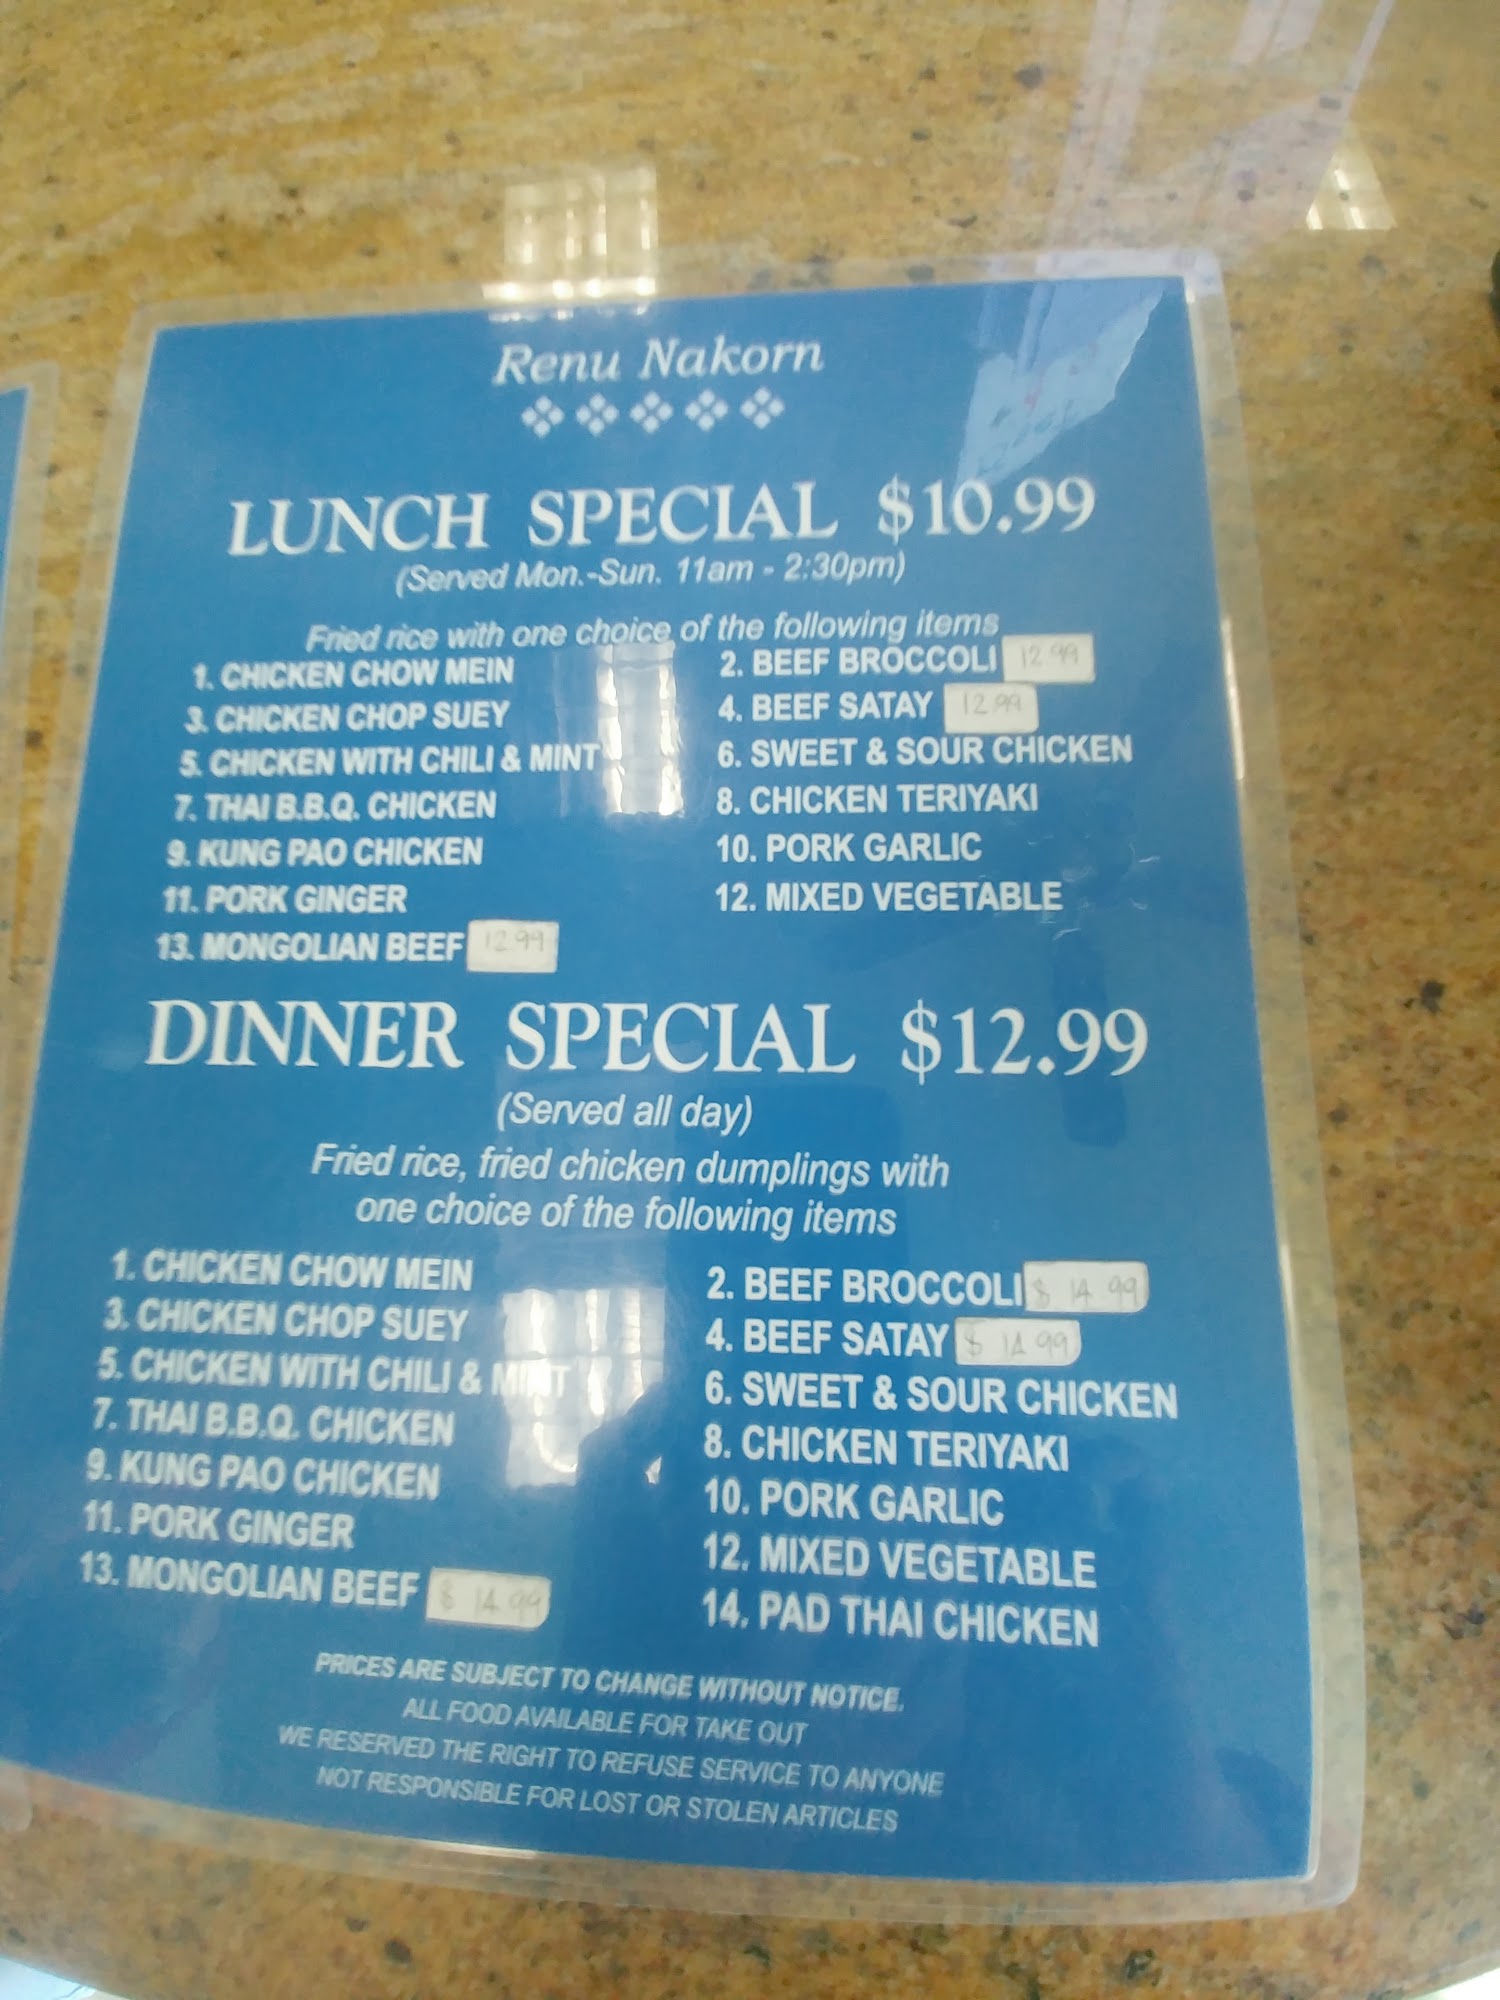 Renu Nakorn
LUNCH SPECIAL $10.99
(Served Mon.-Sun. 11am - 2:30pm)
Fried rice with one choice of the following items
1. CHICKEN CHOW MEIN
2. BEEF BROCCOLI 12.99
3. CHICKEN CHOP SUEY
4. BEEF SATAY 12.99
5. CHICKEN WITH CHILI & MINT
6. SWEET & SOUR CHICKEN
7. THAI B.B.Q. CHICKEN
8. CHICKEN TERIYAKI
9. KUNG PAO CHICKEN
10. PORK GARLIC
11. PORK GINGER
12. MIXED VEGETABLE
13. MONGOLIAN BEEF 12.99
DINNER SPECIAL $12.99
(Served all day)
Fried rice, fried chicken dumplings with
one choice of the following items
1. CHICKEN CHOW MEIN
2. BEEF BROCCOLI $ 14.99
3. CHICKEN CHOP SUEY
4. BEEF SATAY $ 14.99
5. CHICKEN WITH CHILI & MINT
6. SWEET & SOUR CHICKEN
7. THAI B.B.Q. CHICKEN
8. CHICKEN TERIYAKI
9. KUNG PAO CHICKEN
10. PORK GARLIC
11. PORK GINGER
12. MIXED VEGETABLE
13. MONGOLIAN BEEF $ 14.99
14. PAD THAI CHICKEN
PRICES ARE SUBJECT TO CHANGE WITHOUT NOTICE.
ALL FOOD AVAILABLE FOR TAKE OUT
WE RESERVED THE RIGHT TO REFUSE SERVICE TO ANYONE
NOT RESPONSIBLE FOR LOST OR STOLEN ARTICLES